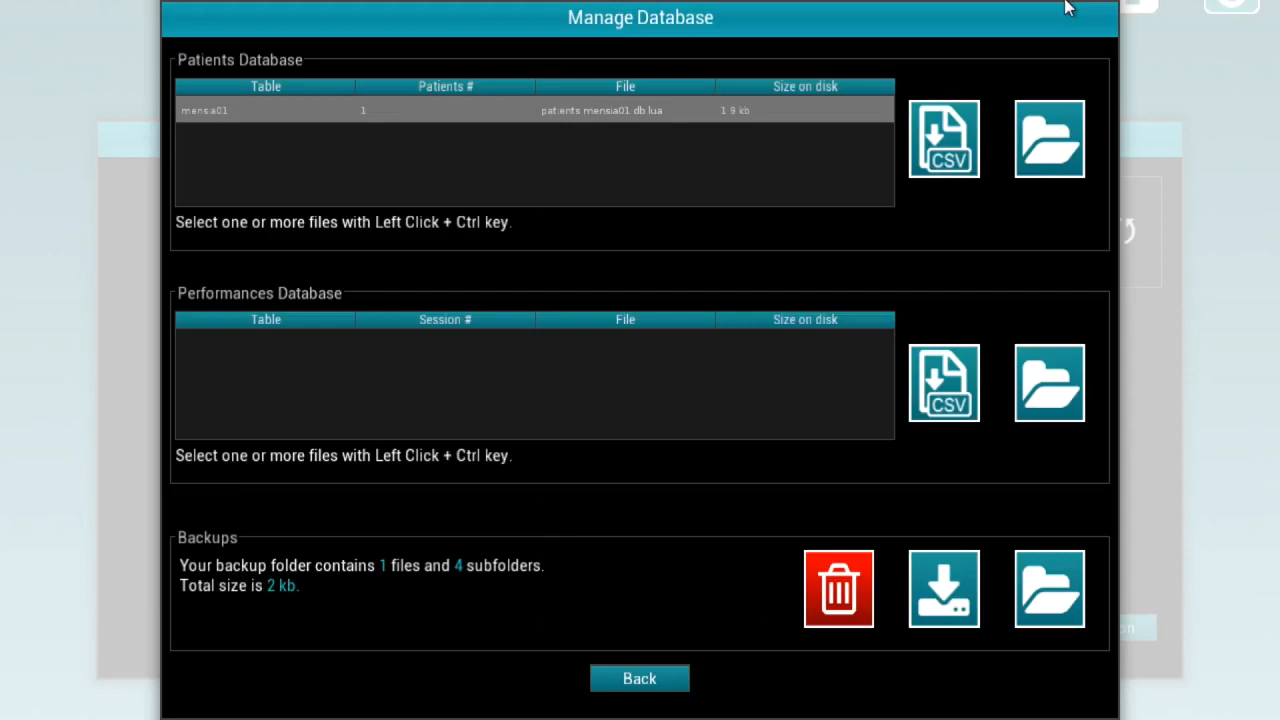 Manage Database
Patients Database
Table Patients # File Size on disk
mensia01 1 patients mensia01.db lua 1.9 kb
CSV
Select one or more files with Left Click + Ctrl key.
Performances Database
Table Session # File Size on disk
CSV
Select one or more files with Left Click + Ctrl key.
Backups
Your backup folder contains 1 files and 4 subfolders.
Total size is 2 kb.
on
Back